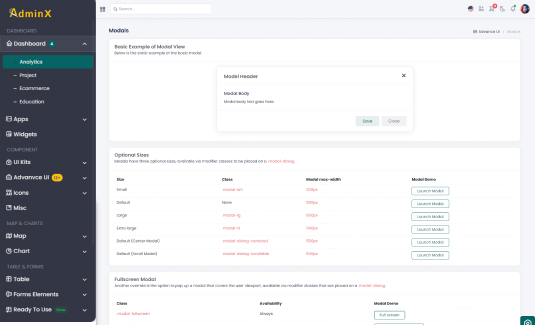 AdminX
Search...
DASHBOARD
Dashboard 4
Analytics
Project
Ecommerce
Education
Apps
Widgets
COMPONENT
UI Kits
Advance UI
Icons
Misc
MAP & CHARTS
Map
Chart
TABLE & FORMS
Table
Forms Elements
Ready To Use
Modals
Advance UI / Modals
Basic Example of Modal View
Below is the static example of the basic modal.
Model Header
Modal Body
Modal body text goes here.
Save Close
Optional Sizes
Modals have three optional sizes, available via modifier classes to be placed on a .modal-dialog.
Size Class Modal max-width Modal Demo
Small .modal-sm 300px Launch Modal
Default None 500px Launch Modal
Large .modal-lg 800px Launch Modal
Extra large .modal-xl Launch Modal
Default (Center Modal) .modal-dialog-centered 500px Launch Modal
Default (Scroll Modal) .modal-dialog-scrollable 500px Launch Modal
Fullscreen Modal
Another override is the option to pop up a modal that covers the user viewport, available via modifier classes that are placed on a .modal-dialog.
Class Availability Modal Demo
.modal-fullscreen Always Full screen